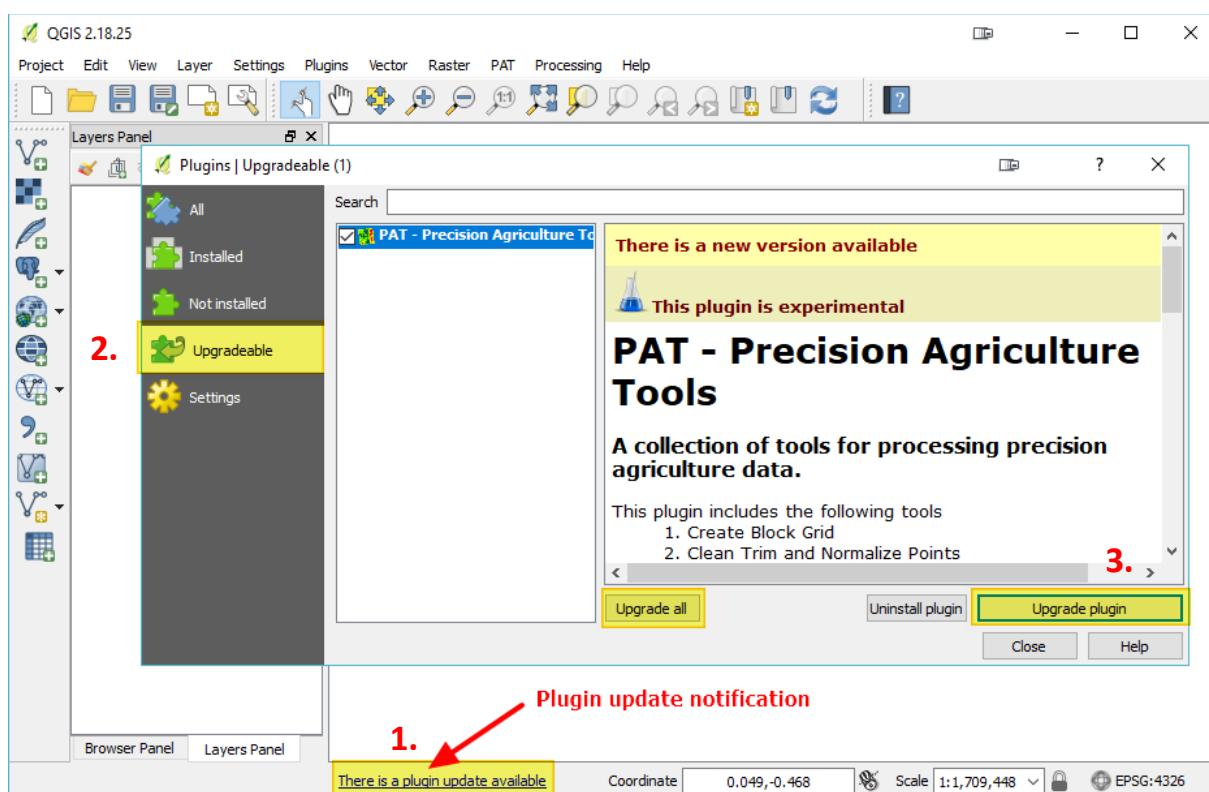 QGIS 2.18.25
Project Edit View Layer Settings Plugins Vector Raster PAT Processing Help
1:1
?
Layers Panel
Plugins | Upgradeable (1)
?
All
Installed
Not installed
2.
Upgradeable
Settings
Search
PAT - Precision Agriculture To
There is a new version available
This plugin is experimental
PAT - Precision Agriculture
Tools
A collection of tools for processing precision
agriculture data.
This plugin includes the following tools
1. Create Block Grid
2. Clean Trim and Normalize Points
3.
Upgrade all Uninstall plugin Upgrade plugin
Close Help
Plugin update notification
1.
Browser Panel Layers Panel
There is a plugin update available Coordinate 0.049,-0.468 Scale 1:1,709,448 EPSG:4326